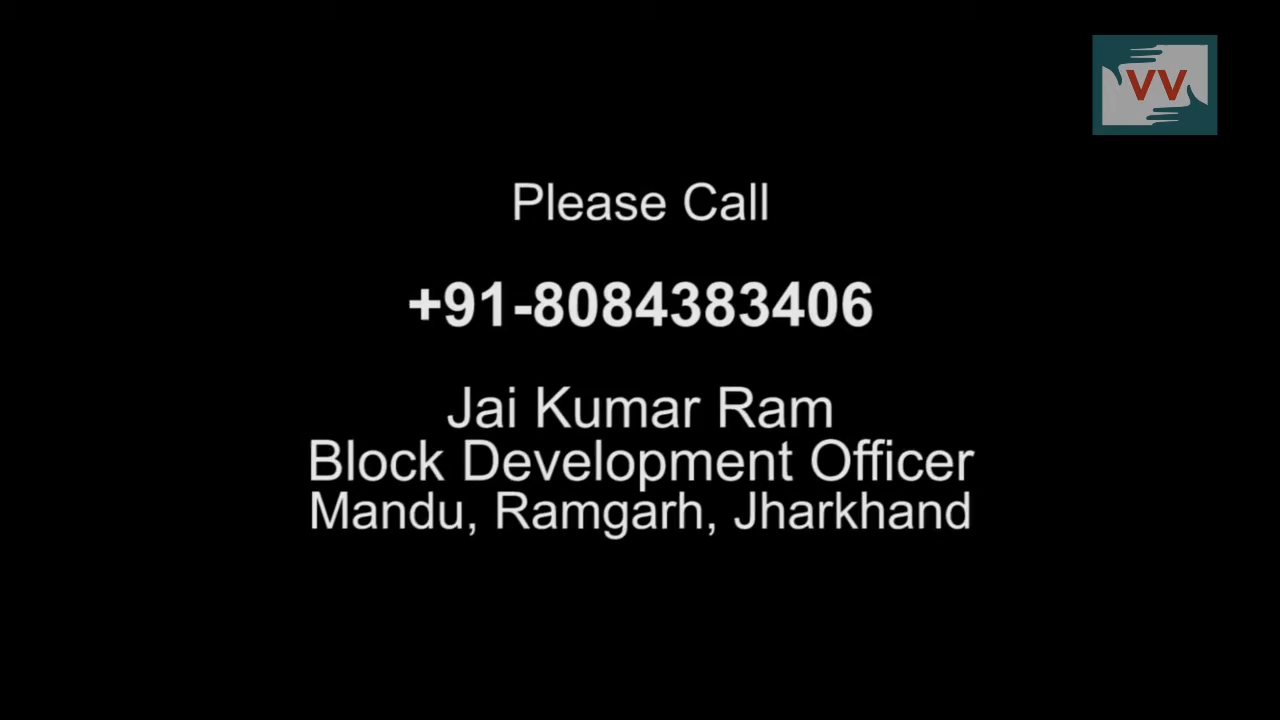 VV
Please Call
+91-8084383406
Jai Kumar Ram
Block Development Officer
Mandu, Ramgarh, Jharkhand